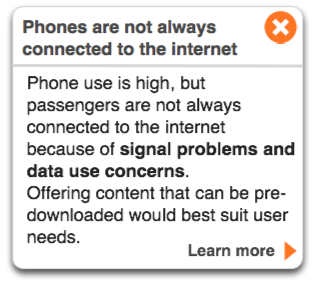 Phones are not always
connected to the internet
Phone use is high, but
passengers are not always
connected to the internet
because of signal problems and
data use concerns.
Offering content that can be pre-
downloaded would best suit user
needs.
Learn more